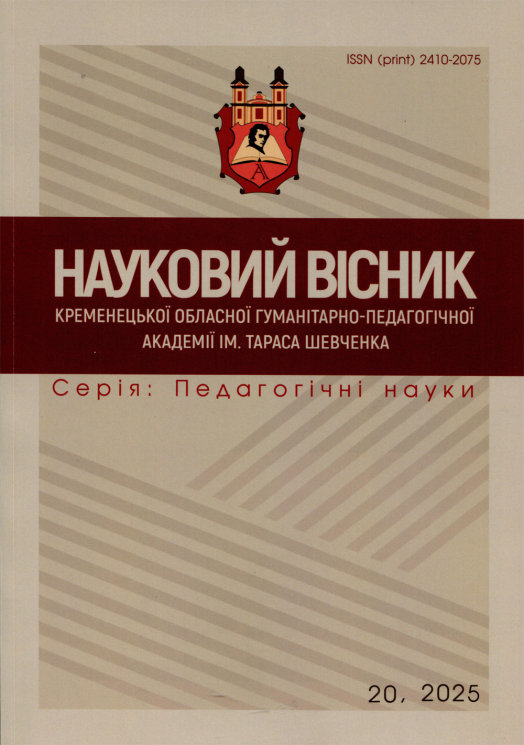 ISSN (print) 2410-2075
А
НАУКОВИЙ ВІСНИК
КРЕМЕНЕЦЬКОЇ ОБЛАСНОЇ ГУМАНІТАРНО-ПЕДАГОГІЧНОЇ
АКАДЕМІЇ ІМ. ТАРАСА ШЕВЧЕНКА
Серія: Педагогічні науки
20, 2025